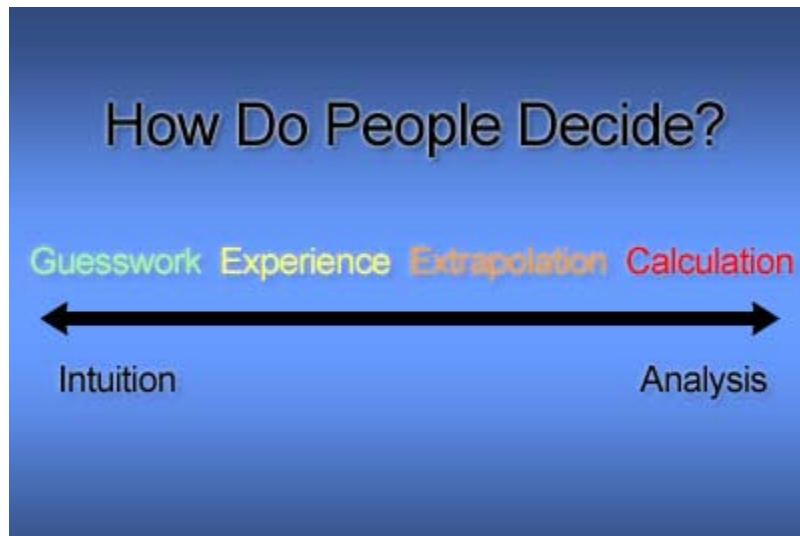 How Do People Decide?
Guesswork Experience Extrapolation Calculation
Intuition Analysis